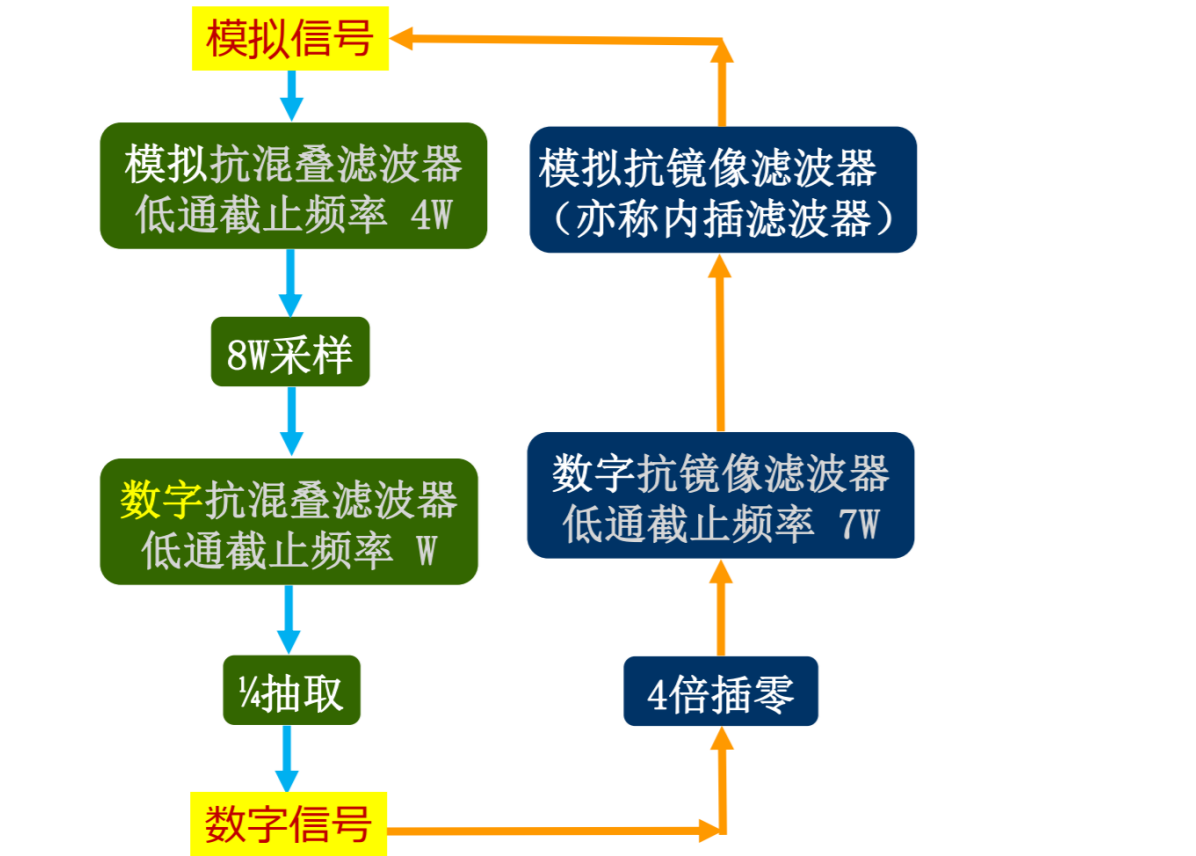 模拟信号
模拟抗混叠滤波器
低通截止频率 4W
8W采样
数字抗混叠滤波器
低通截止频率 W
¼抽取
数字信号
模拟抗镜像滤波器
（亦称内插滤波器）
数字抗镜像滤波器
低通截止频率 7W
4倍插零